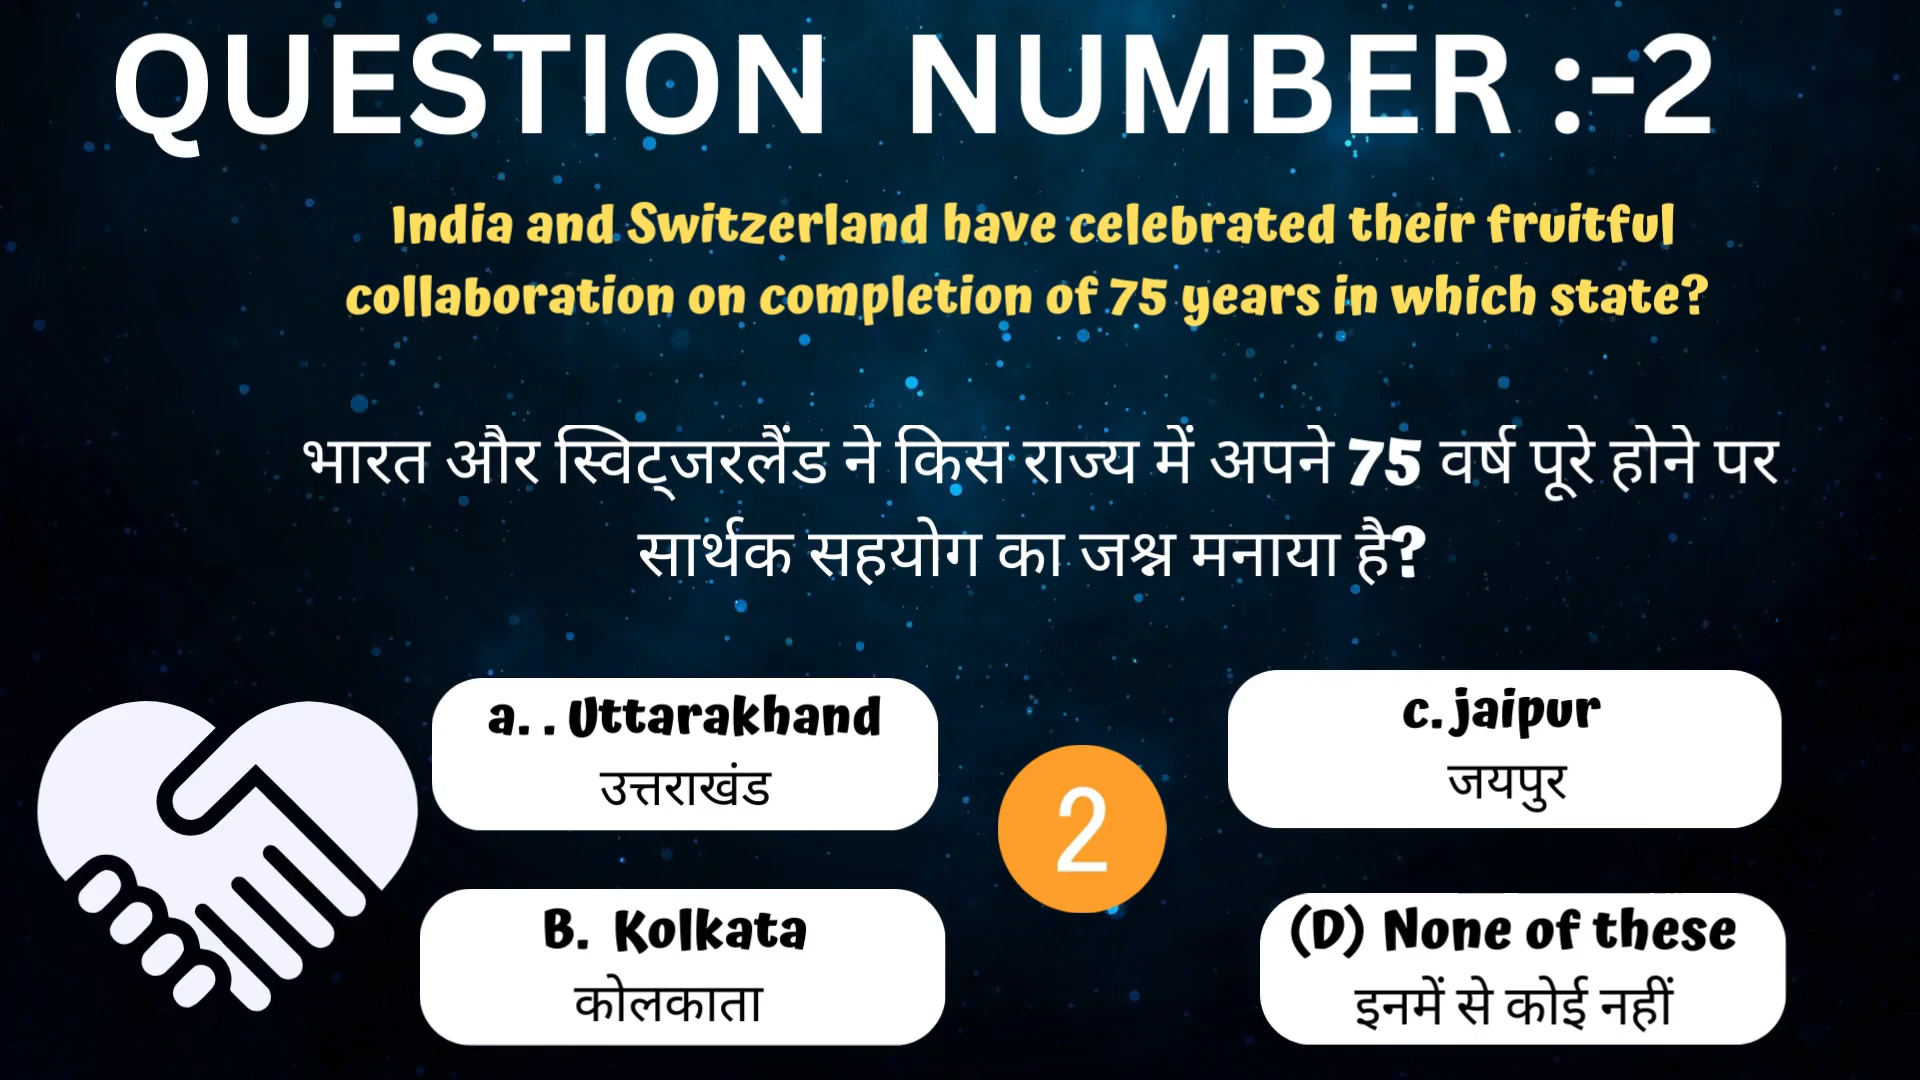 QUESTION NUMBER :-2
India and Switzerland have celebrated their fruitful
collaboration on completion of 75 years in which state?
भारत और स्विट्जरलैंड ने किस राज्य में अपने 75 वर्ष पूरे होने पर
सार्थक सहयोग का जश्न मनाया है?
a. . Uttarakhand
उत्तराखंड
B. Kolkata
कोलकाता
2
c. jaipur
जयपुर
(D) None of these
इनमें से कोई नहीं